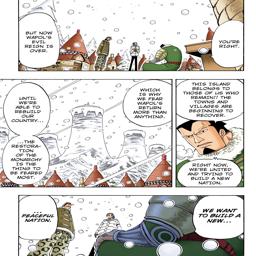 BUT NOW
WAPOL'S
EVIL
REIGN IS
OVER.
YOU'RE
RIGHT.
UNTIL
WE'RE
ABLE TO
REBUILD
OUR
COUNTRY...
...THE
RESTORA-
TION
OF THE
MONARCHY
IS THE
THING TO
BE FEARED
MOST.
WHICH
IS WHY
WE FEAR
WAPOL'S
RETURN
MORE THAN
ANYTHING.
THIS ISLAND
BELONGS TO
THOSE OF US WHO
REMAIN!! THE
TOWNS AND
VILLAGES ARE
BEGINNING TO
RECOVER.
RIGHT NOW,
WE'RE UNITED
AND TRYING TO
BUILD A NEW
NATION.
...PEACEFUL
NATION.
WE WANT
TO BUILD A
NEW...